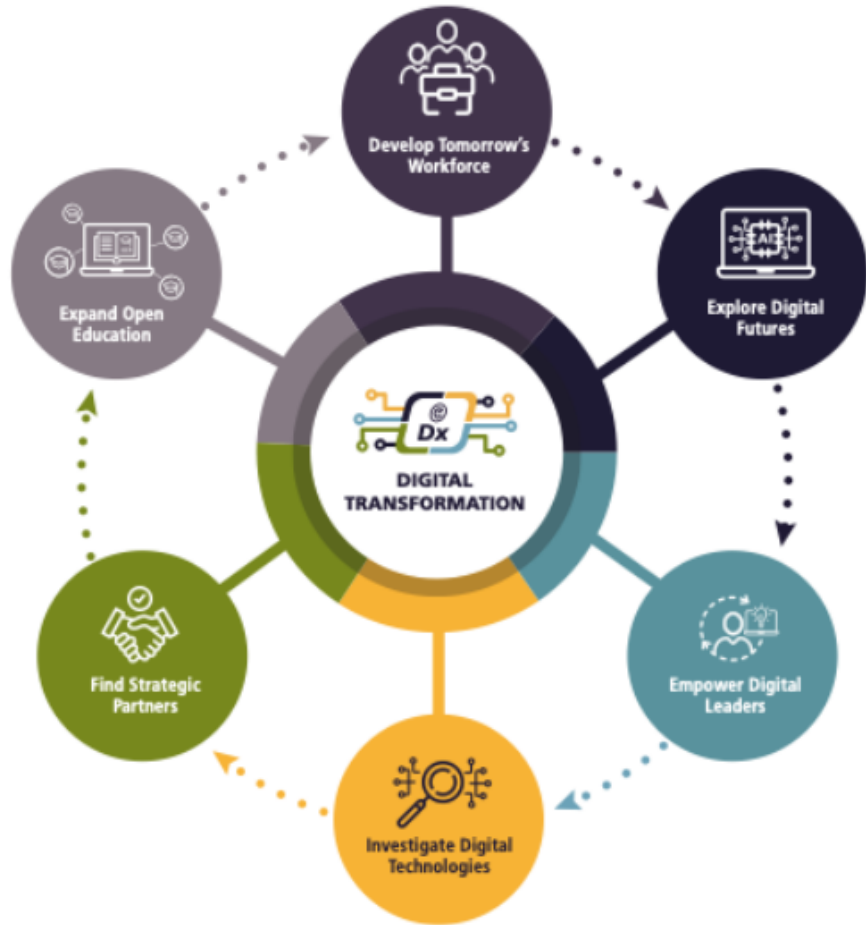 Develop Tomorrow's
Workforce
Explore Digital
Futures
AI
Empower Digital
Leaders
Investigate Digital
Technologies
Find Strategic
Partners
Expand Open
Education
@
Dx
DIGITAL
TRANSFORMATION